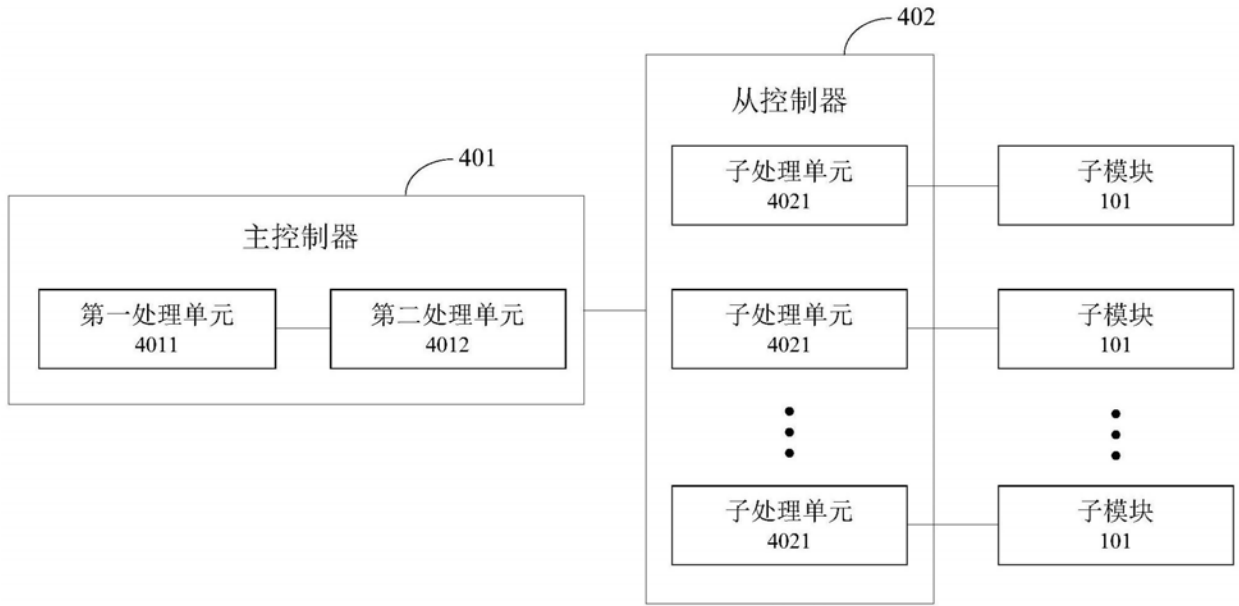 402
从控制器
401
子处理单元
4021
子模块
101
主控制器
第一处理单元
4011
第二处理单元
4012
子处理单元
4021
子模块
101
子处理单元
4021
子模块
101